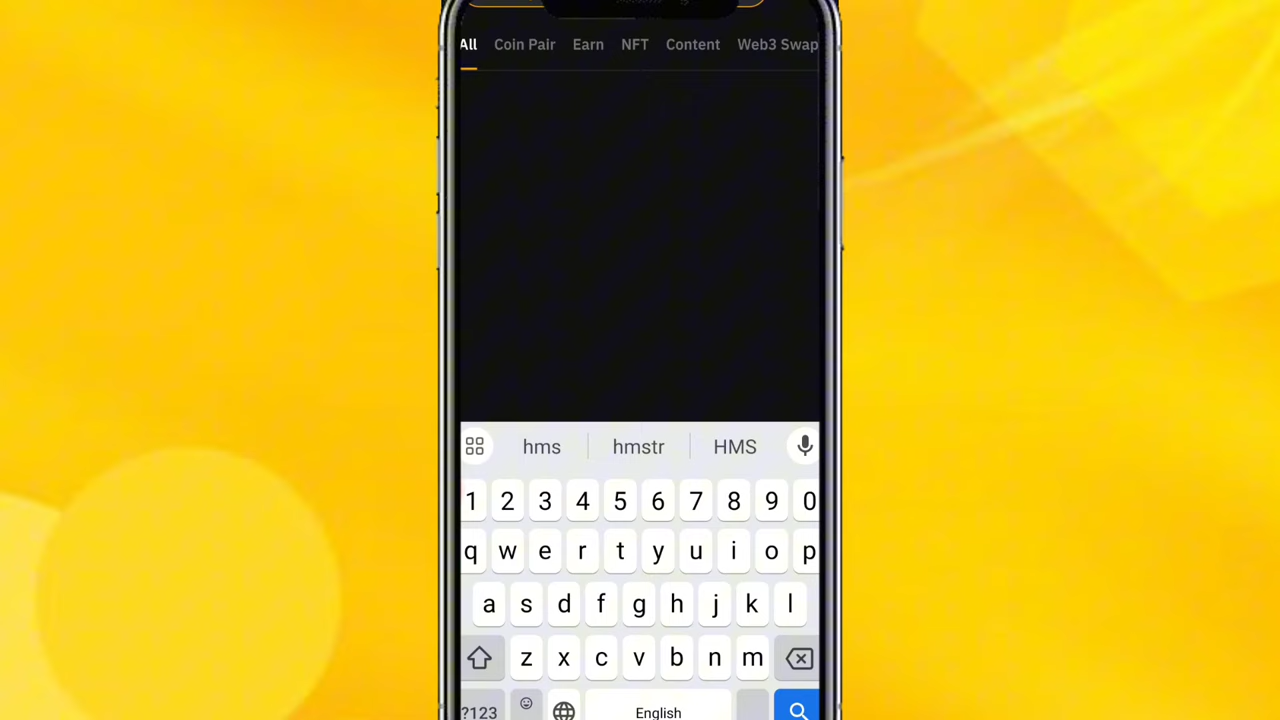 All Coin Pair Earn NFT Content Web3 Swap
hms hmstr HMS
1 2 3 4 5 6 7 8 9 0
q w e r t y u i o p
a s d f g h j k l
z x c v b n m
?123 English